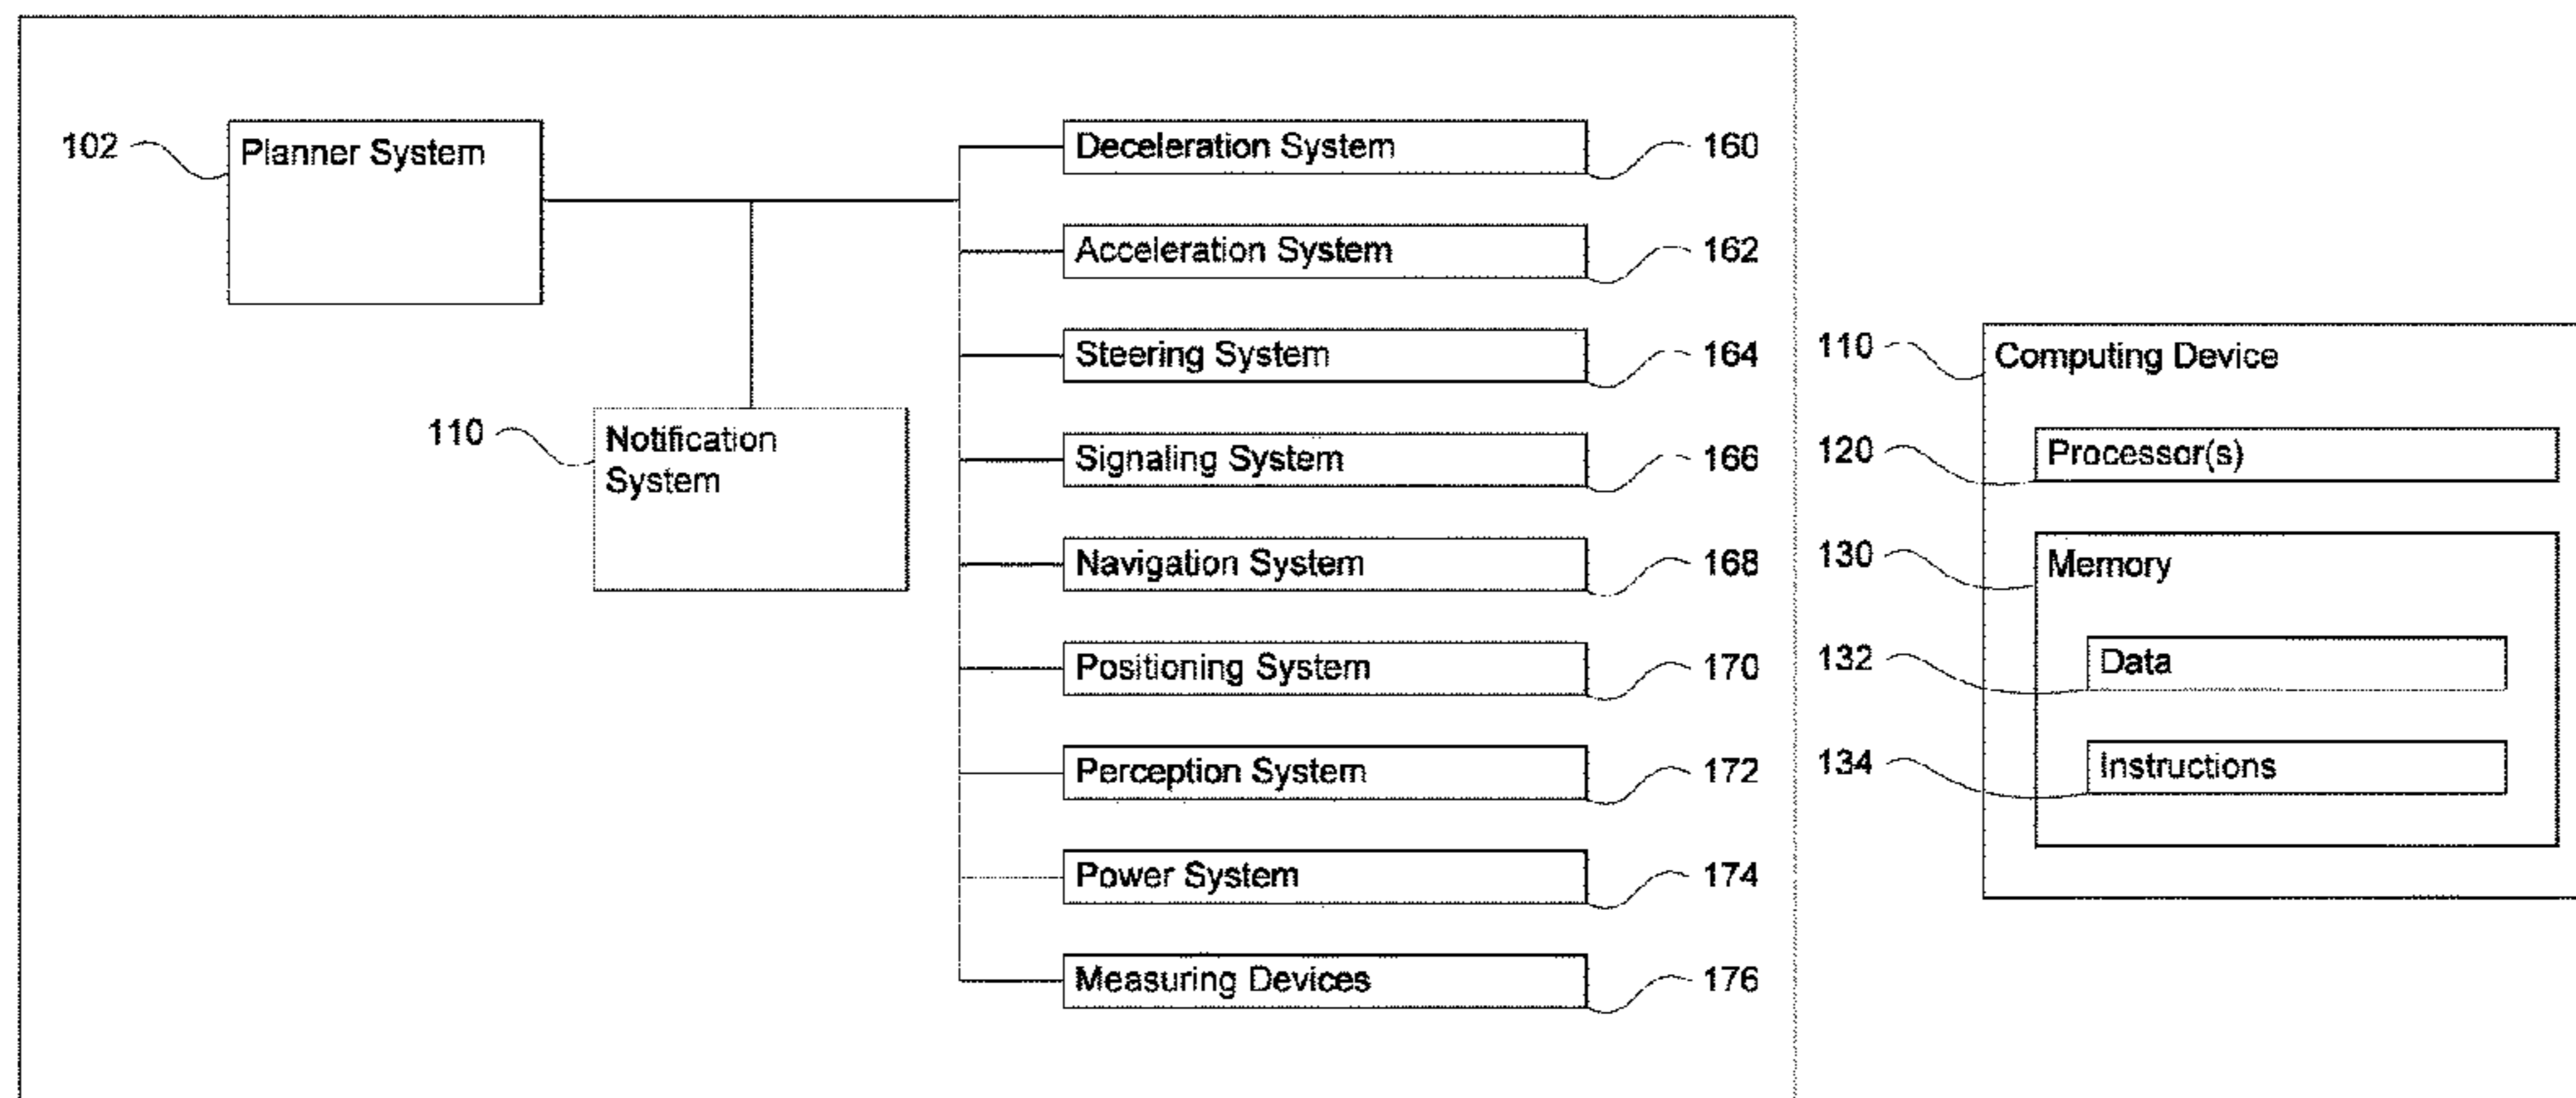 102
Planner System
110
Notification
System
Deceleration System
160
Acceleration System
162
Steering System
164
Signaling System
166
Navigation System
168
Positioning System
170
Perception System
172
Power System
174
Measuring Devices
176
110
Computing Device
120
Processor(s)
130
Memory
132
Data
134
Instructions